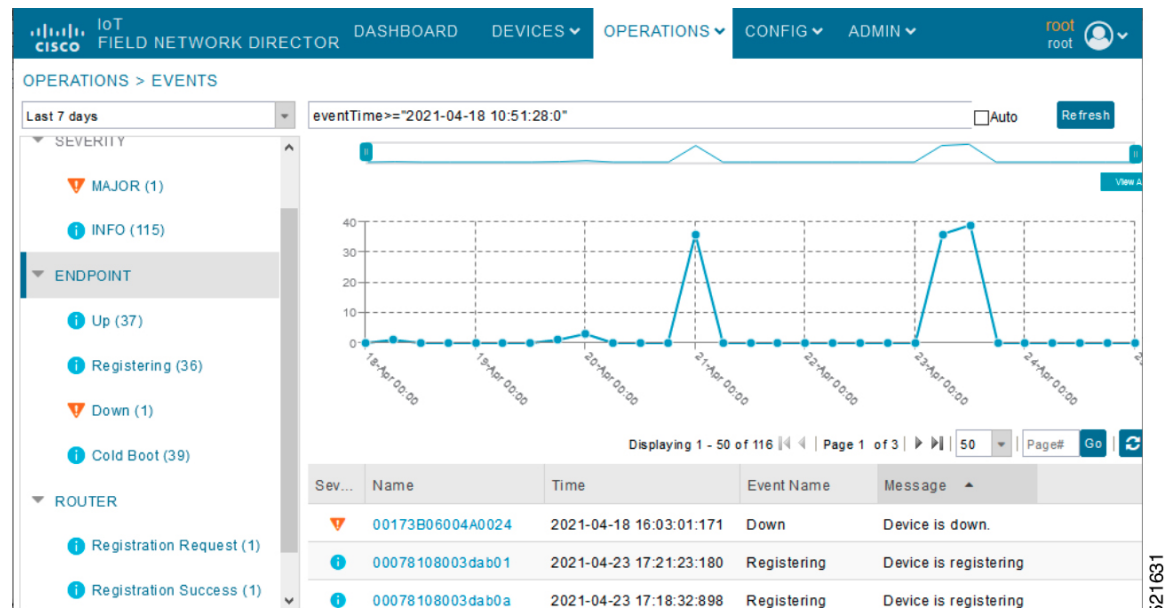 cisco
IoT
FIELD NETWORK DIRECTOR
DASHBOARD
DEVICES
OPERATIONS
CONFIG
ADMIN
root
root
OPERATIONS > EVENTS
Last 7 days
eventTime>="2021-04-18 10:51:28:0"
Auto
Refresh
SEVERITY
MAJOR (1)
INFO (115)
ENDPOINT
Up (37)
Registering (36)
Down (1)
Cold Boot (39)
ROUTER
Registration Request (1)
Registration Success (1)
View A
40
30
20
10
0
18-Apr 00:00
19-Apr 00:00
20-Apr 00:00
21-Apr 00:00
22-Apr 00:00
23-Apr 00:00
24-Apr 00:00
2
Displaying 1 - 50 of 116 | Page 1 of 3 | 50 | Page# Go
Sev... Name Time Event Name Message
00173B06004A0024 2021-04-18 16:03:01:171 Down Device is down.
00078108003dab01 2021-04-23 17:21:23:180 Registering Device is registering
00078108003dab0a 2021-04-23 17:18:32:898 Registering Device is registering
21631